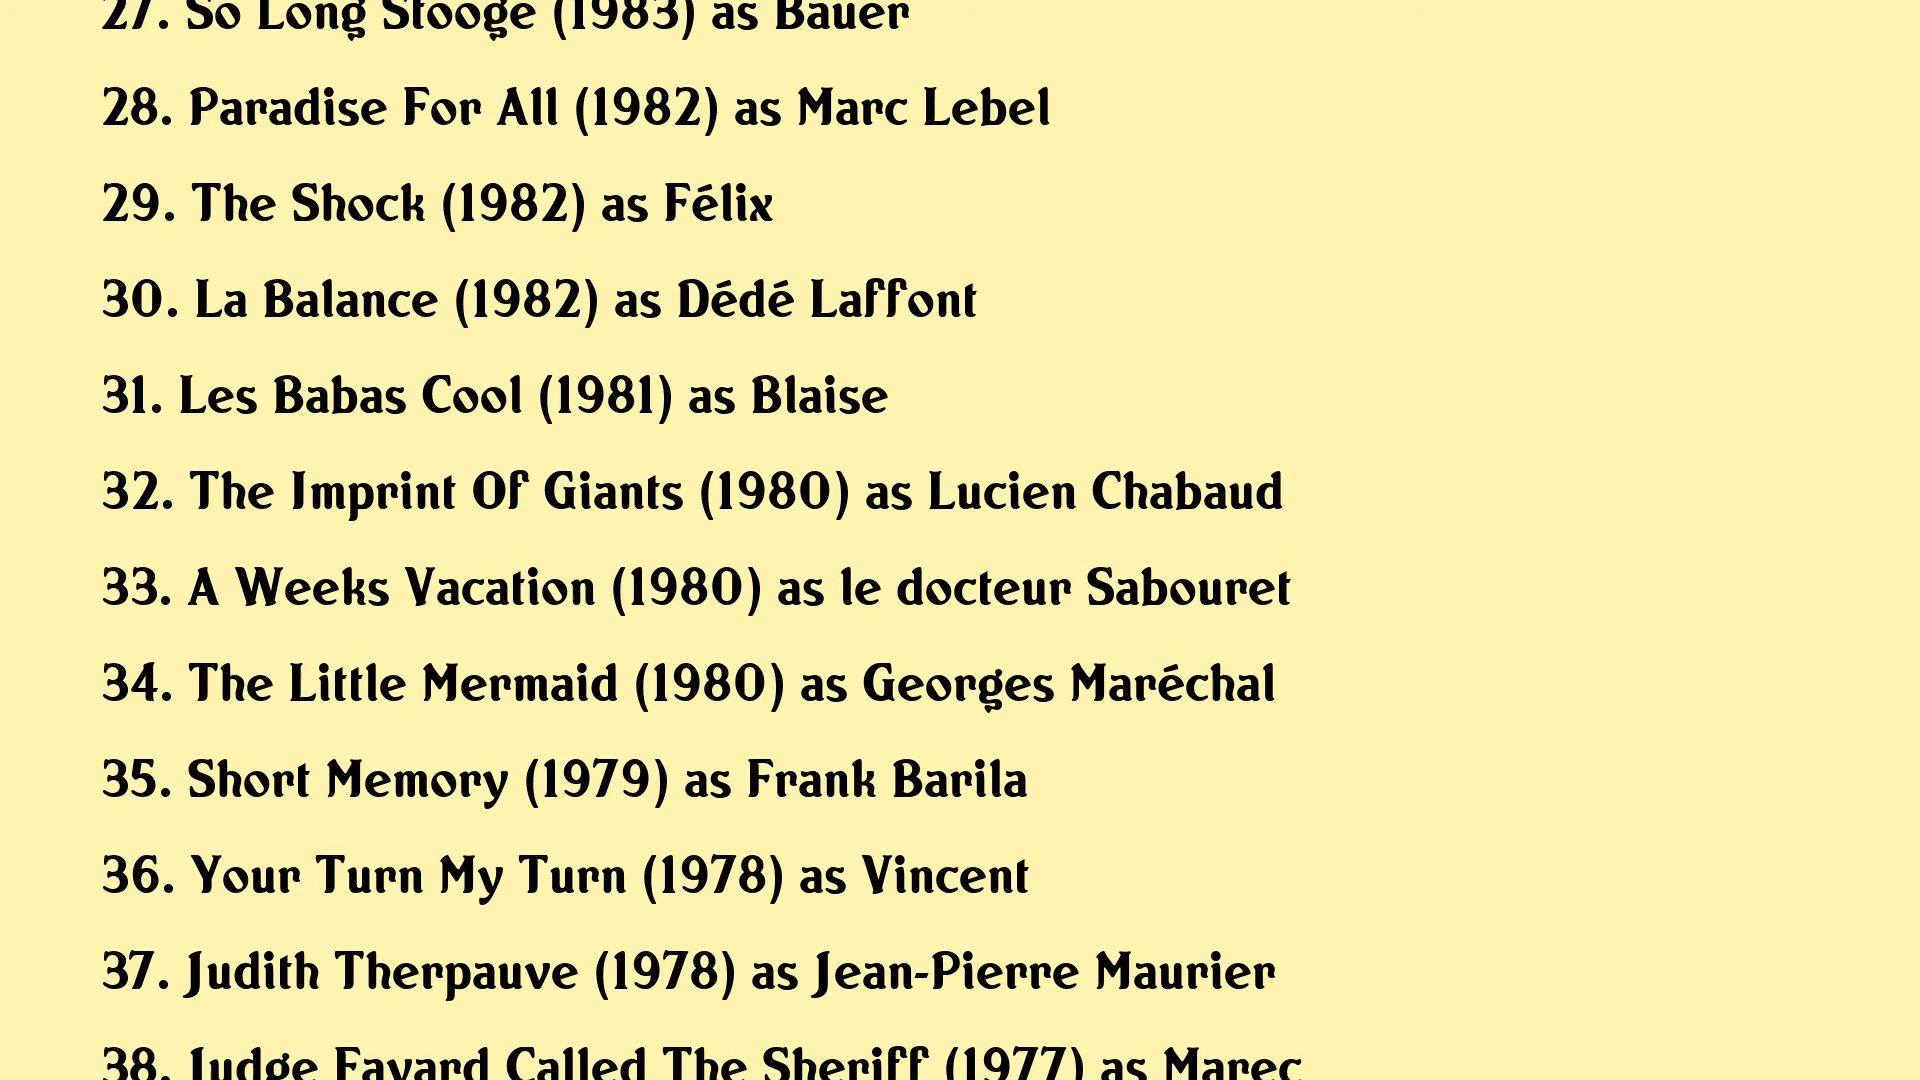 27. So Long Stooge (1983) as Bauer
28. Paradise For All (1982) as Marc Lebel
29. The Shock (1982) as Félix
30. La Balance (1982) as Dédé Laffont
31. Les Babas Cool (1981) as Blaise
32. The Imprint Of Giants (1980) as Lucien Chabaud
33. A Weeks Vacation (1980) as le docteur Sabouret
34. The Little Mermaid (1980) as Georges Maréchal
35. Short Memory (1979) as Frank Barila
36. Your Turn My Turn (1978) as Vincent
37. Judith Therpauve (1978) as Jean-Pierre Maurier
38. Judge Fayard Called The Sheriff (1977) as Marec